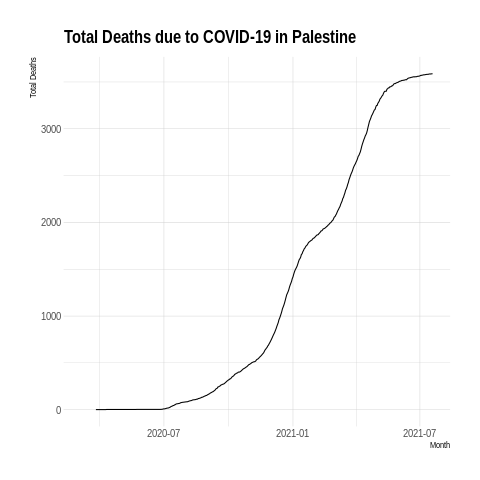 Total Deaths due to COVID-19 in Palestine
Total Deaths
3000
2000
1000
0
2020-07 2021-01 2021-07
Month